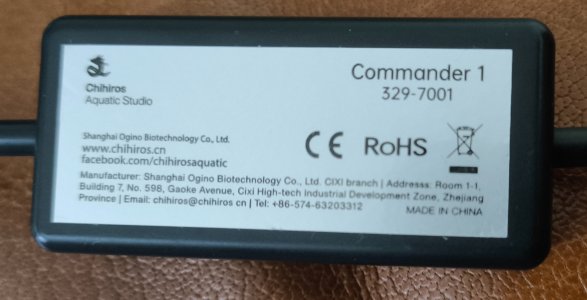 Chihiros
Aquatic Studio
Commander 1
329-7001
Shanghai Ogino Biotechnology Co., Ltd.
www.chihiros.cn
facebook.com/chihirosaquatic
CE RoHS
Manufacturer: Shanghai Ogino Biotechnology Co., Ltd. CIXI branch | Addresss: Room 1-1,
Building 7, No. 598, Gaoke Avenue, Cixi High-tech Industrial Development Zone, Zhejiang
Province | Email: chihiros@chihiros cn | Tel: +86-574-63203312
MADE IN CHINA